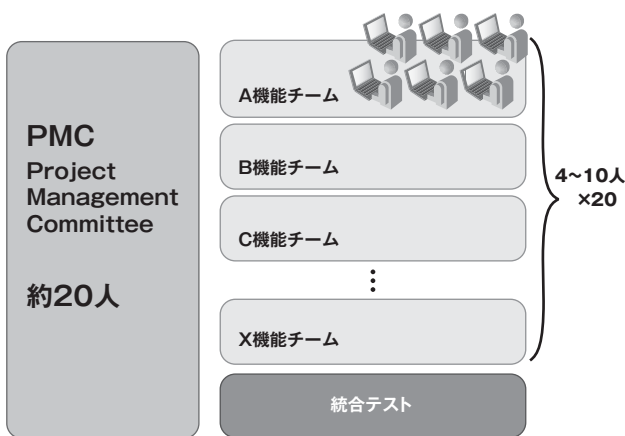 PMC
Project
Management
Committee
約20人
A機能チーム
B機能チーム
C機能チーム
⋮
X機能チーム
統合テスト
4~10人
×20